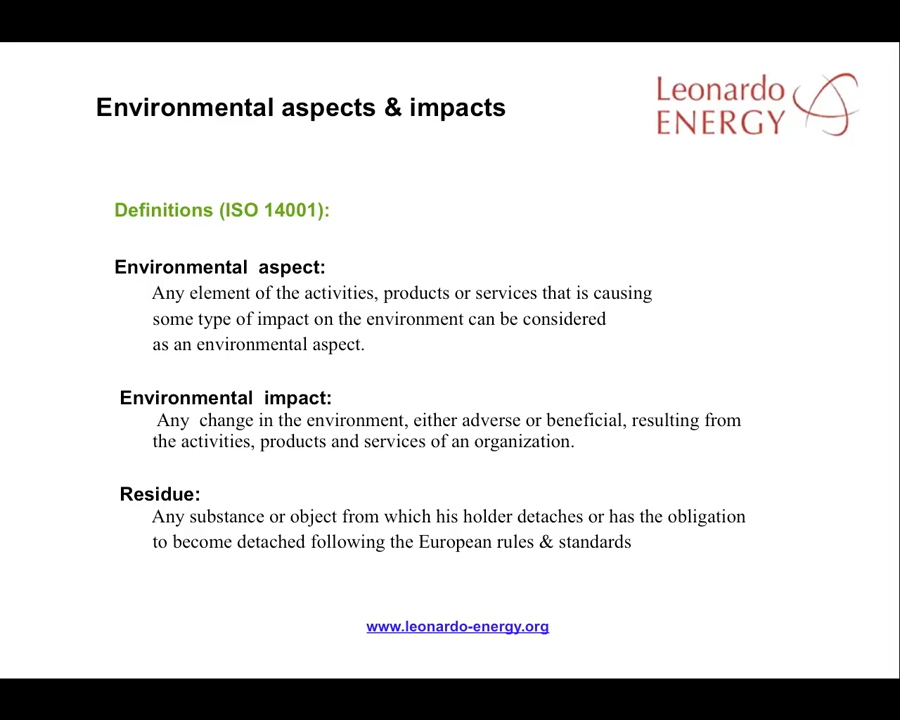 Environmental aspects & impacts
Leonardo
ENERGY
Definitions (ISO 14001):
Environmental aspect:
Any element of the activities, products or services that is causing
some type of impact on the environment can be considered
as an environmental aspect.
Environmental impact:
Any change in the environment, either adverse or beneficial, resulting from
the activities, products and services of an organization.
Residue:
Any substance or object from which his holder detaches or has the obligation
to become detached following the European rules & standards
www.leonardo-energy.org